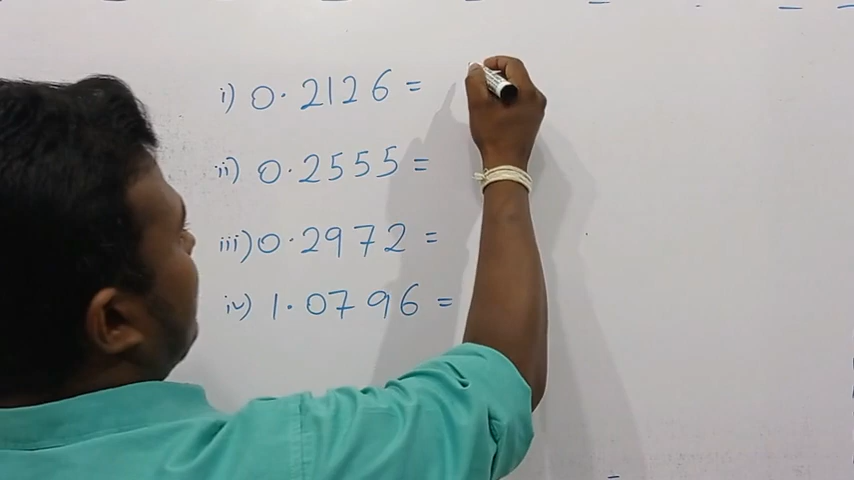 i) 0.2126 =
ii) 0.2555 =
iii) 0.2972 =
iv) 1.0796 =